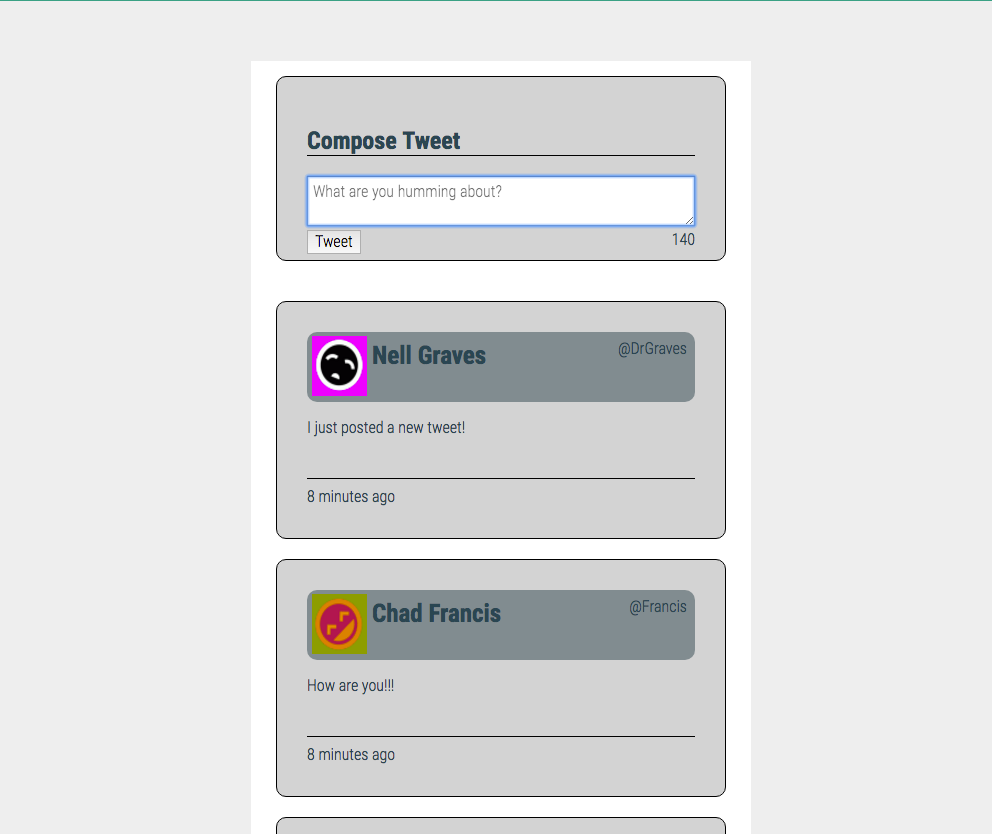 Compose Tweet
What are you humming about?
Tweet 140
Nell Graves @DrGraves
I just posted a new tweet!
8 minutes ago
Chad Francis @Francis
How are you!!!
8 minutes ago